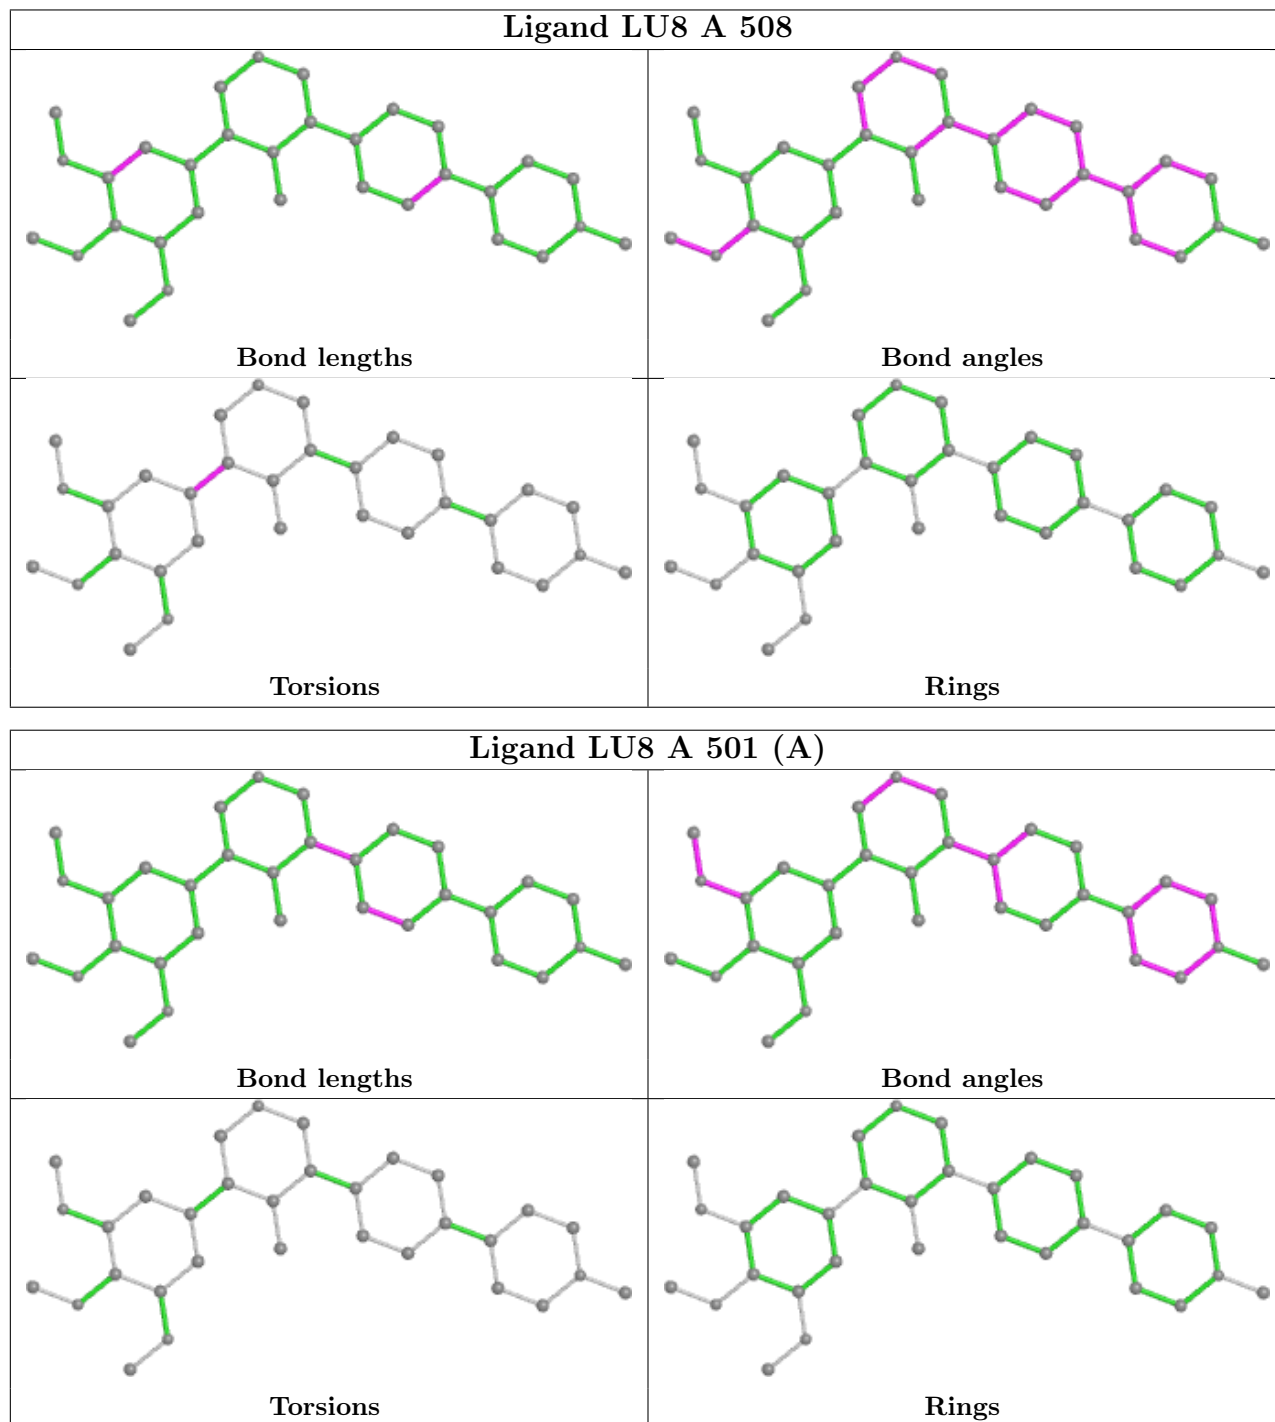 Ligand LU8 A 508
Bond lengths
Bond angles
Torsions
Rings
Ligand LU8 A 501 (A)
Bond lengths
Bond angles
Torsions
Rings